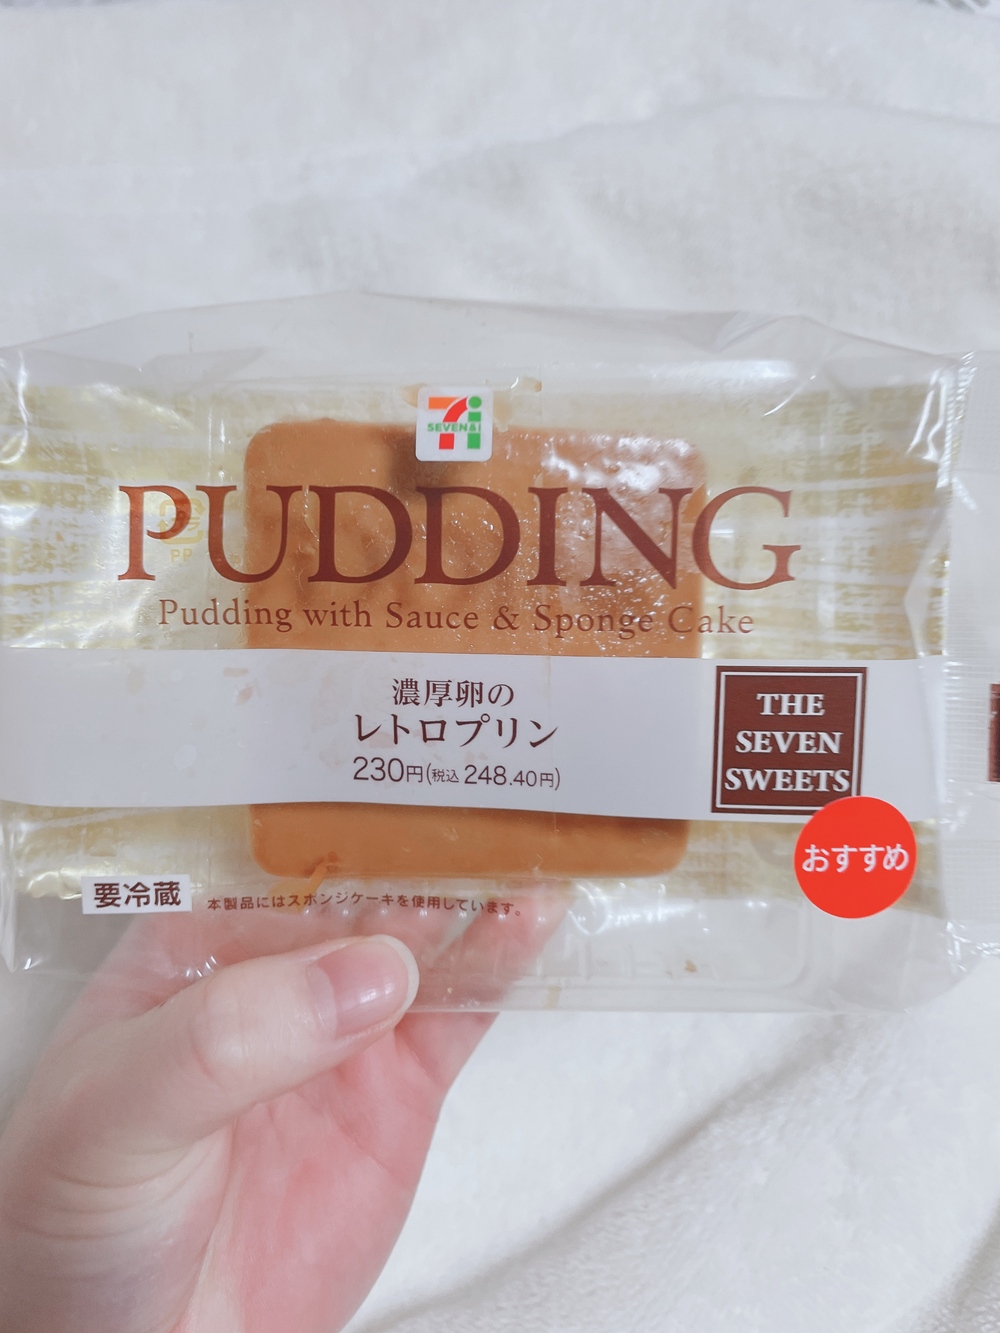 SEVEN&i
PUDDING
PP
Pudding with Sauce & Sponge Cake
濃厚卵の
レトロプリン
230円(税込 248.40円)
THE
SEVEN
SWEETS
おすすめ
要冷蔵
本製品にはスポンジケーキを使用しています。